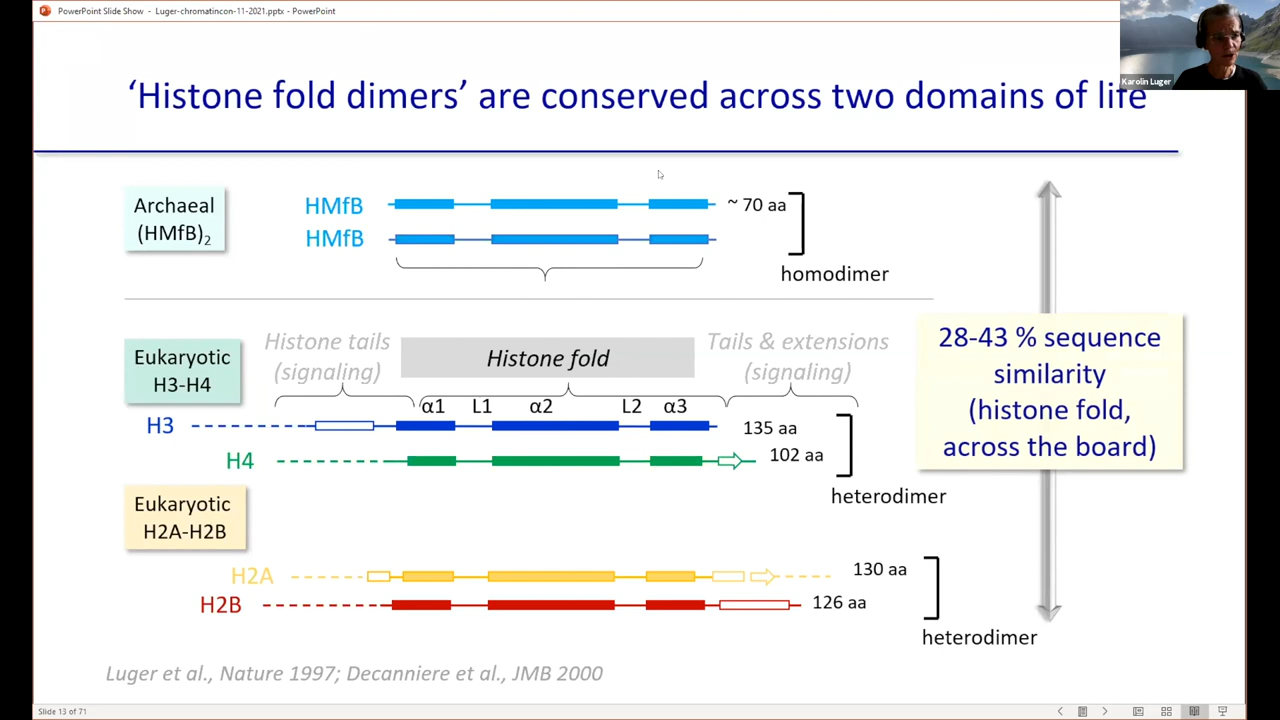 PowerPoint Slide Show - Luger-chromatincon-11-2021.pptx - PowerPoint
Karolin Luger
‘Histone fold dimers’ are conserved across two domains of life
Archaeal
(HMfB)2
HMfB
HMfB
~ 70 aa
homodimer
Eukaryotic
H3-H4
Histone tails
(signaling)
Histone fold
Tails & extensions
(signaling)
α1 L1 α2 L2 α3
H3
135 aa
H4
102 aa
heterodimer
28-43 % sequence
similarity
(histone fold,
across the board)
Eukaryotic
H2A-H2B
H2A
130 aa
H2B
126 aa
heterodimer
Luger et al., Nature 1997; Decanniere et al., JMB 2000
Slide 13 of 71